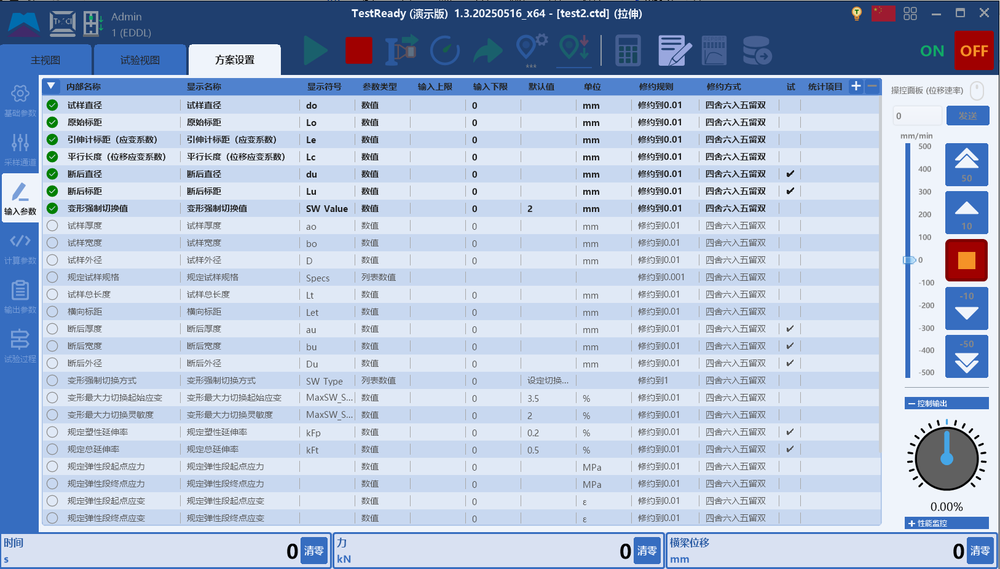 TestReady (演示版)  1.3.20250516_x64 - [test2.ctd] (拉伸)
Admin
1 (EDDL)
主视图 试验视图 方案设置
ON OFF
内部名称 显示名称 显示符号 参数类型 输入上限 输入下限 默认值 单位 修约规则 修约方式 试 统计项目
试样直径 试样直径 do 数值 0 mm 修约到0.01 四舍六入五留双
原始标距 原始标距 Lo 数值 0 mm 修约到0.01 四舍六入五留双
引伸计标距（应变系数） 引伸计标距（应变系数） Le 数值 0 mm 修约到0.01 四舍六入五留双
平行长度（位移应变系数） 平行长度（位移应变系数） Lc 数值 0 mm 修约到0.01 四舍六入五留双
断后直径 断后直径 du 数值 0 mm 修约到0.01 四舍六入五留双 ✔
断后标距 断后标距 Lu 数值 0 mm 修约到0.01 四舍六入五留双 ✔
变形强制切换值 变形强制切换值 SW_Value 数值 0 2 mm 修约到0.01 四舍六入五留双
试样厚度 试样厚度 ao 数值 0 mm 修约到0.01 四舍六入五留双
试样宽度 试样宽度 bo 数值 0 mm 修约到0.01 四舍六入五留双
试样外径 试样外径 D 数值 0 mm 修约到0.01 四舍六入五留双
规定试样规格 规定试样规格 Specs 列表数值 修约到0.001 四舍六入五留双
试样总长度 试样总长度 Lt 数值 0 mm 修约到0.01 四舍六入五留双
横向标距 横向标距 Let 数值 0 mm 修约到0.01 四舍六入五留双
断后厚度 断后厚度 au 数值 0 mm 修约到0.01 四舍六入五留双 ✔
断后宽度 断后宽度 bu 数值 0 mm 修约到0.01 四舍六入五留双 ✔
断后外径 断后外径 Du 数值 0 mm 修约到0.01 四舍六入五留双 ✔
变形强制切换方式 变形强制切换方式 SW_Type 列表数值 0 设定切换... 修约到1 四舍六入五留双
变形最大力切换起始应变 变形最大力切换起始应变 MaxSW_S... 数值 0 3.5 % 修约到0.01 四舍六入五留双
变形最大力切换灵敏度 变形最大力切换灵敏度 MaxSW_S... 数值 0 2 % 修约到0.01 四舍六入五留双
规定塑性延伸率 规定塑性延伸率 kFp 数值 0 0.2 % 修约到0.01 四舍六入五留双 ✔
规定总延伸率 规定总延伸率 kFt 数值 0 0.5 % 修约到0.01 四舍六入五留双 ✔
规定弹性段起点应力 规定弹性段起点应力 数值 0 MPa 修约到0.01 四舍六入五留双
规定弹性段终点应力 规定弹性段终点应力 数值 0 MPa 修约到0.01 四舍六入五留双
规定弹性段起点应变 规定弹性段起点应变 数值 0 ε 修约到0.01 四舍六入五留双
规定弹性段终点应变 规定弹性段终点应变 数值 0 ε 修约到0.01 四舍六入五留双
基础参数
采样通道
输入参数
计算参数
输出参数
试验过程
操控面板 (位移速率)
0 发送
mm/min
500
400
300
200
100
0
-100
-200
-300
-400
-500
50
10
-10
-50
控制输出
0.00%
性能监控
时间
s
0 清零
力
kN
0 清零
横梁位移
mm
0 清零